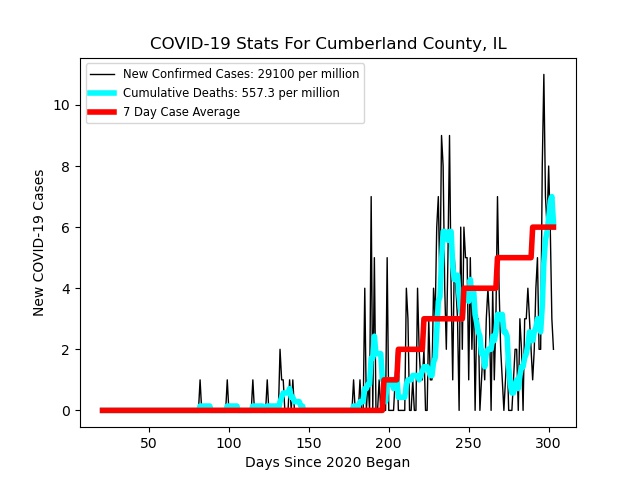 COVID-19 Stats For Cumberland County, IL
New Confirmed Cases: 29100 per million
Cumulative Deaths: 557.3 per million
7 Day Case Average
New COVID-19 Cases
10
8
6
4
2
0
50 100 150 200 250 300
Days Since 2020 Began